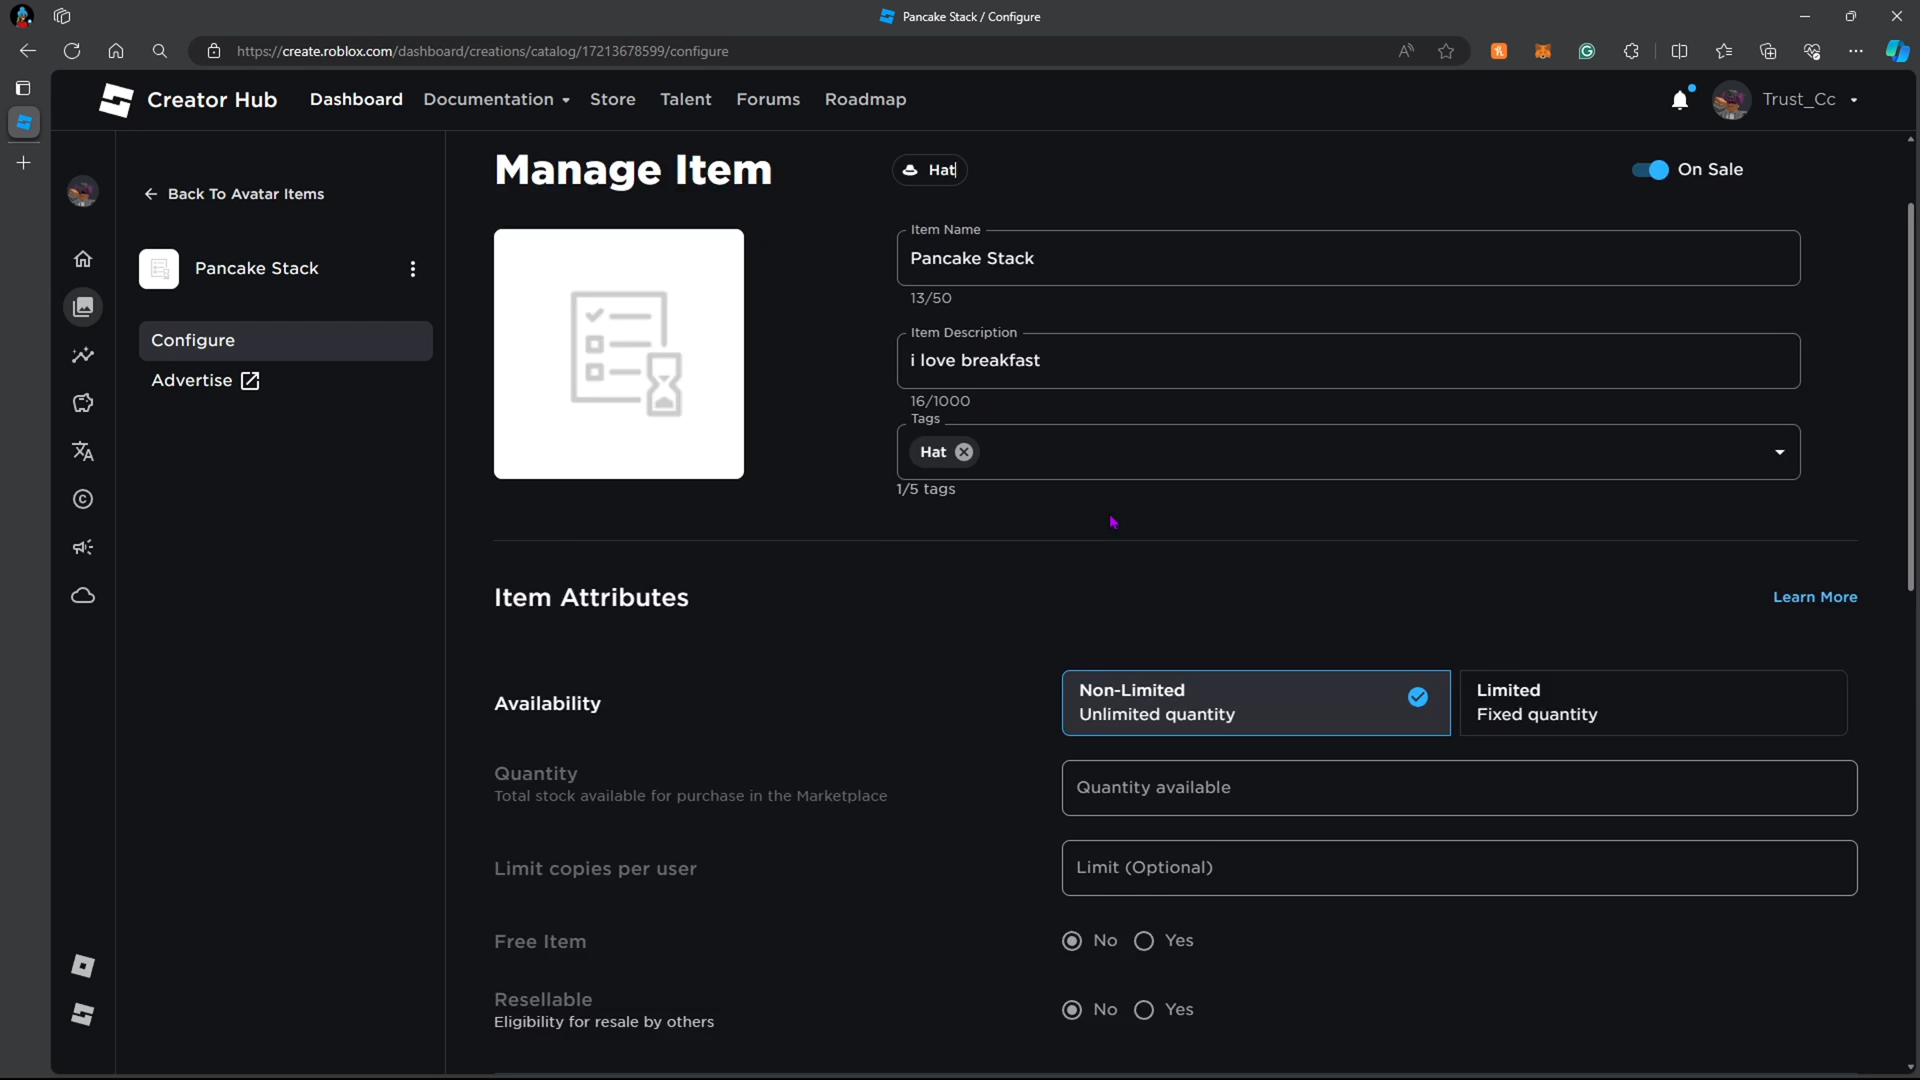 Pancake Stack / Configure
https://create.roblox.com/dashboard/creations/catalog/17213678599/configure
Creator Hub
Dashboard
Documentation
Store
Talent
Forums
Roadmap
Trust_Cc
Back To Avatar Items
Pancake Stack
Configure
Advertise
Manage Item
Hat
On Sale
Item Name
Pancake Stack
13/50
Item Description
i love breakfast
16/1000
Tags
Hat
1/5 tags
Item Attributes
Learn More
Availability
Non-Limited
Unlimited quantity
Limited
Fixed quantity
Quantity
Total stock available for purchase in the Marketplace
Quantity available
Limit copies per user
Limit (Optional)
Free Item
No
Yes
Resellable
Eligibility for resale by others
No
Yes